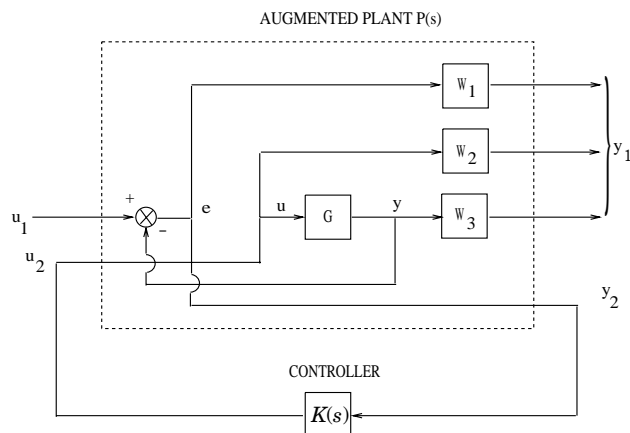 AUGMENTED PLANT P(s)
W1
W2
y1
+
u1
−
e
u
G
y
W3
u2
y2
CONTROLLER
K(s)